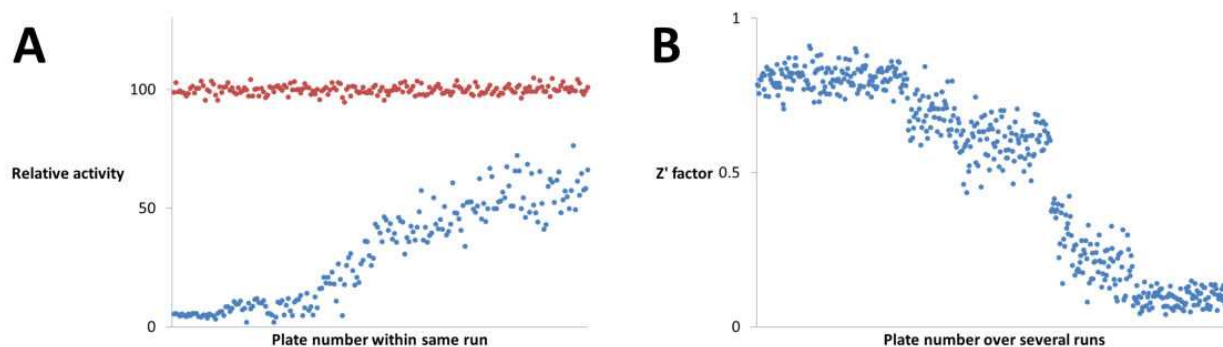 A
100
Relative activity
50
0
Plate number within same run
B
1
Z' factor
0.5
0
Plate number over several runs